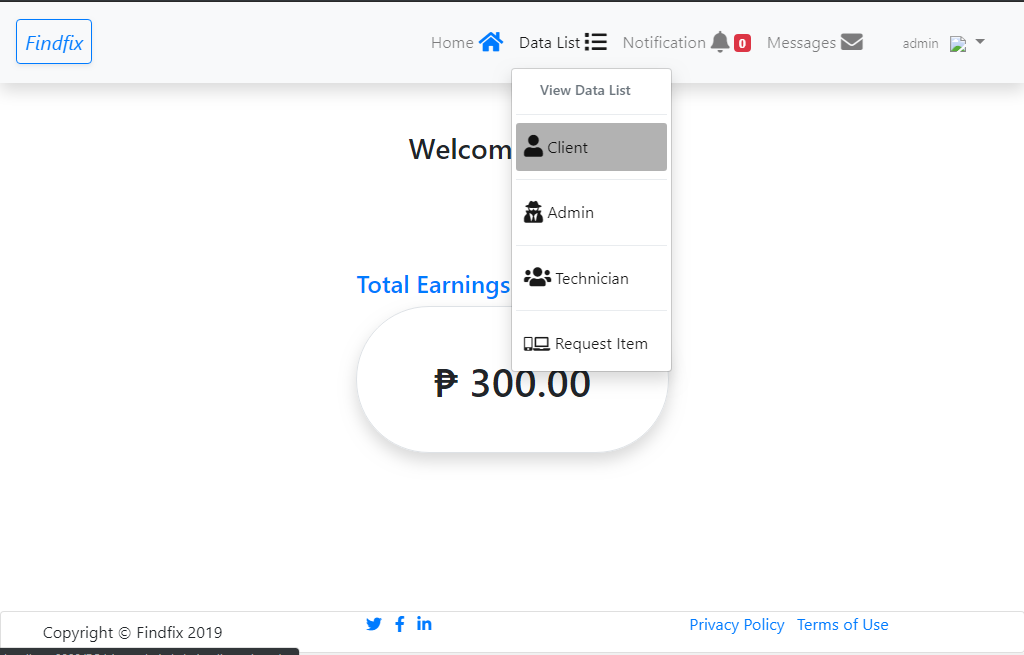 Findfix
Home Data List Notification 0 Messages admin
View Data List
Welcom
Client
Admin
Technician
Request Item
Total Earnings
₱ 300.00
Copyright © Findfix 2019
Privacy Policy Terms of Use